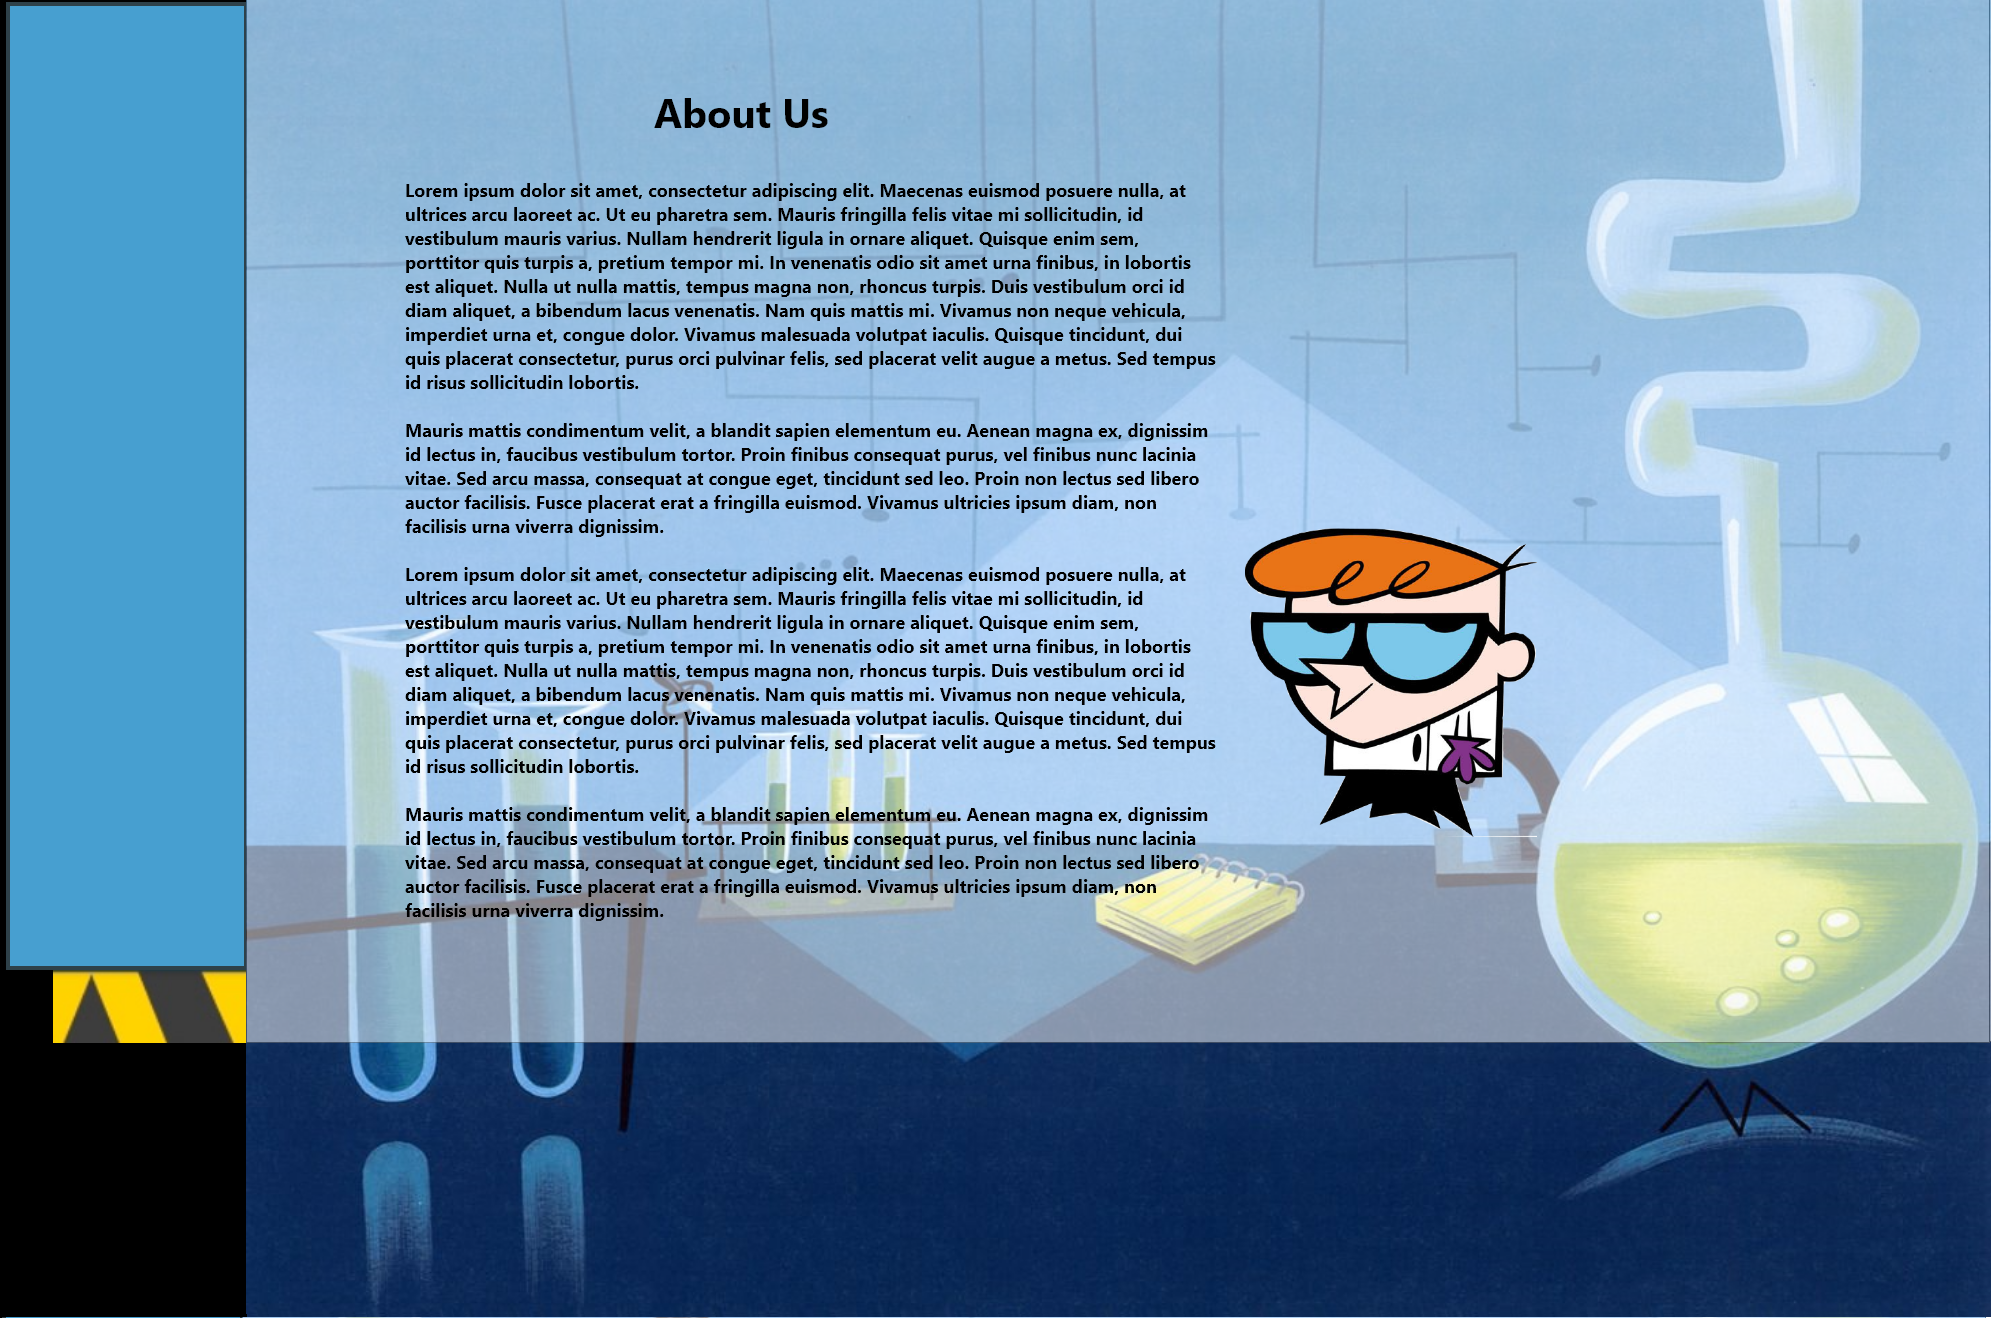 About Us
Lorem ipsum dolor sit amet, consectetur adipiscing elit. Maecenas euismod posuere nulla, at
ultrices arcu laoreet ac. Ut eu pharetra sem. Mauris fringilla felis vitae mi sollicitudin, id
vestibulum mauris varius. Nullam hendrerit ligula in ornare aliquet. Quisque enim sem,
porttitor quis turpis a, pretium tempor mi. In venenatis odio sit amet urna finibus, in lobortis
est aliquet. Nulla ut nulla mattis, tempus magna non, rhoncus turpis. Duis vestibulum orci id
diam aliquet, a bibendum lacus venenatis. Nam quis mattis mi. Vivamus non neque vehicula,
imperdiet urna et, congue dolor. Vivamus malesuada volutpat iaculis. Quisque tincidunt, dui
quis placerat consectetur, purus orci pulvinar felis, sed placerat velit augue a metus. Sed tempus
id risus sollicitudin lobortis.
Mauris mattis condimentum velit, a blandit sapien elementum eu. Aenean magna ex, dignissim
id lectus in, faucibus vestibulum tortor. Proin finibus consequat purus, vel finibus nunc lacinia
vitae. Sed arcu massa, consequat at congue eget, tincidunt sed leo. Proin non lectus sed libero
auctor facilisis. Fusce placerat erat a fringilla euismod. Vivamus ultricies ipsum diam, non
facilisis urna viverra dignissim.
Lorem ipsum dolor sit amet, consectetur adipiscing elit. Maecenas euismod posuere nulla, at
ultrices arcu laoreet ac. Ut eu pharetra sem. Mauris fringilla felis vitae mi sollicitudin, id
vestibulum mauris varius. Nullam hendrerit ligula in ornare aliquet. Quisque enim sem,
porttitor quis turpis a, pretium tempor mi. In venenatis odio sit amet urna finibus, in lobortis
est aliquet. Nulla ut nulla mattis, tempus magna non, rhoncus turpis. Duis vestibulum orci id
diam aliquet, a bibendum lacus venenatis. Nam quis mattis mi. Vivamus non neque vehicula,
imperdiet urna et, congue dolor. Vivamus malesuada volutpat iaculis. Quisque tincidunt, dui
quis placerat consectetur, purus orci pulvinar felis, sed placerat velit augue a metus. Sed tempus
id risus sollicitudin lobortis.
Mauris mattis condimentum velit, a blandit sapien elementum eu. Aenean magna ex, dignissim
id lectus in, faucibus vestibulum tortor. Proin finibus consequat purus, vel finibus nunc lacinia
vitae. Sed arcu massa, consequat at congue eget, tincidunt sed leo. Proin non lectus sed libero
auctor facilisis. Fusce placerat erat a fringilla euismod. Vivamus ultricies ipsum diam, non
facilisis urna viverra dignissim.